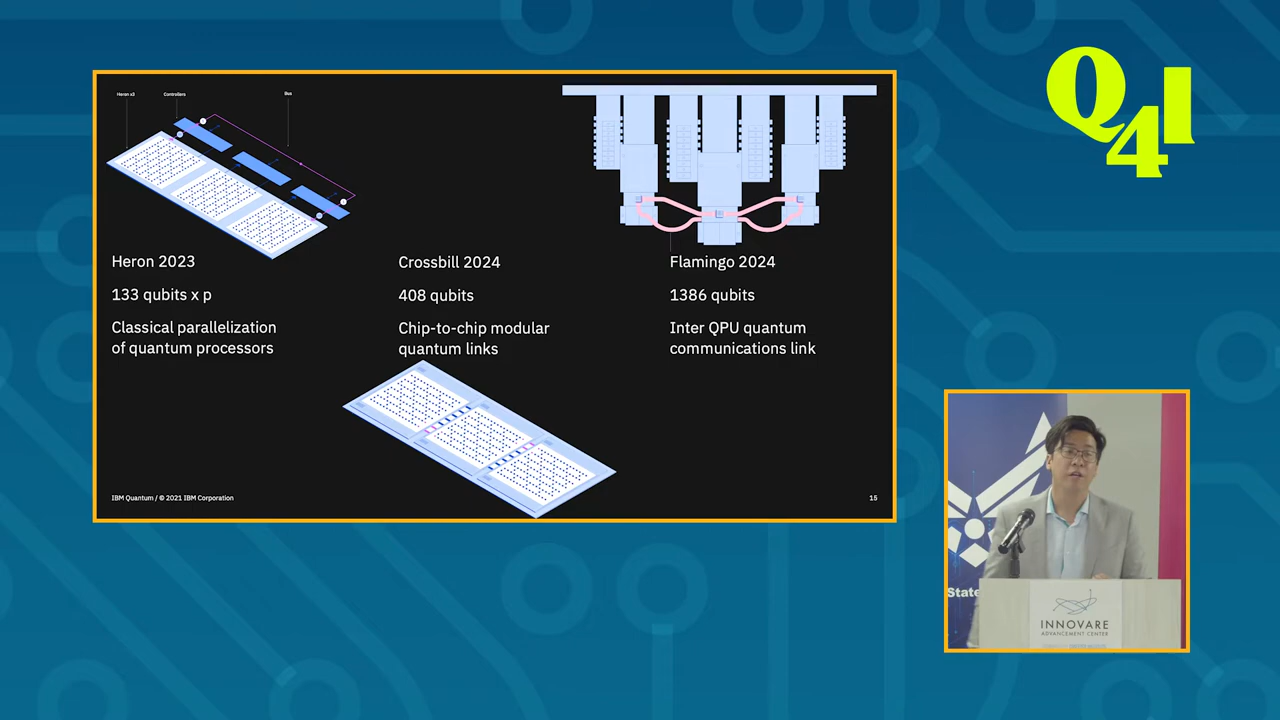 Heron x3
Controllers
Bus
Heron 2023
133 qubits x p
Classical parallelization
of quantum processors
Crossbill 2024
408 qubits
Chip-to-chip modular
quantum links
Flamingo 2024
1386 qubits
Inter QPU quantum
communications link
IBM Quantum / © 2021 IBM Corporation
15
Q4I
State
INNOVARE
ADVANCEMENT CENTER